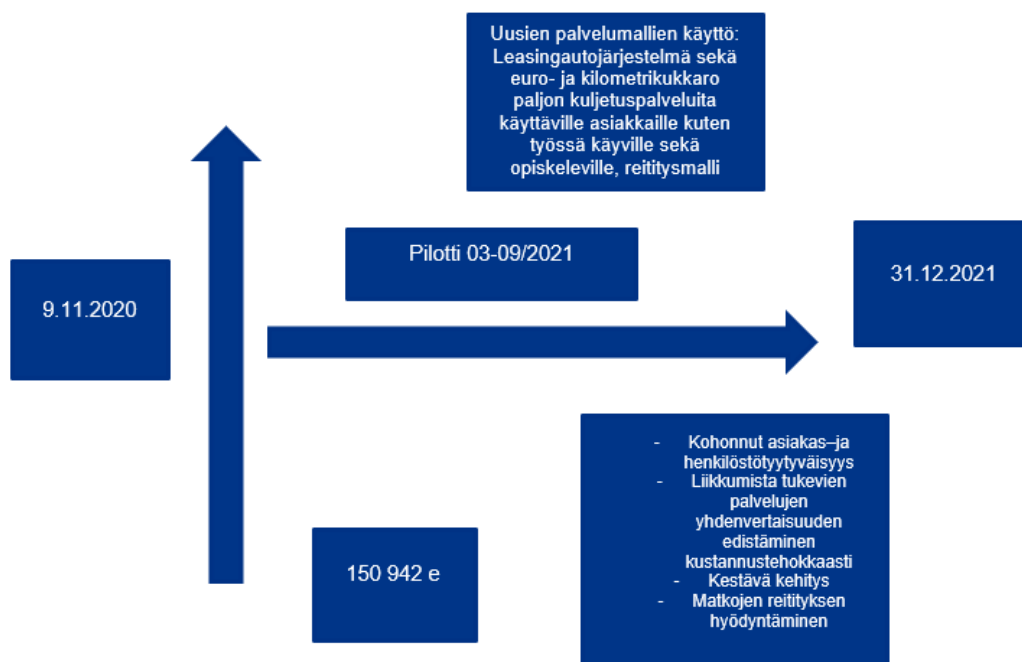 Uusien palvelumallien käyttö:
Leasingautojärjestelmä sekä
euro- ja kilometrikukkaro
paljon kuljetuspalveluita
käyttäville asiakkaille kuten
työssä käyville sekä
opiskeleville, reititysmalli
Pilotti 03-09/2021
9.11.2020
31.12.2021
- Kohonnut asiakas–ja
henkilöstötyytyväisyys
- Liikkumista tukevien
palvelujen
yhdenvertaisuuden
edistäminen
kustannustehokkaasti
- Kestävä kehitys
- Matkojen reitityksen
hyödyntäminen
150 942 e